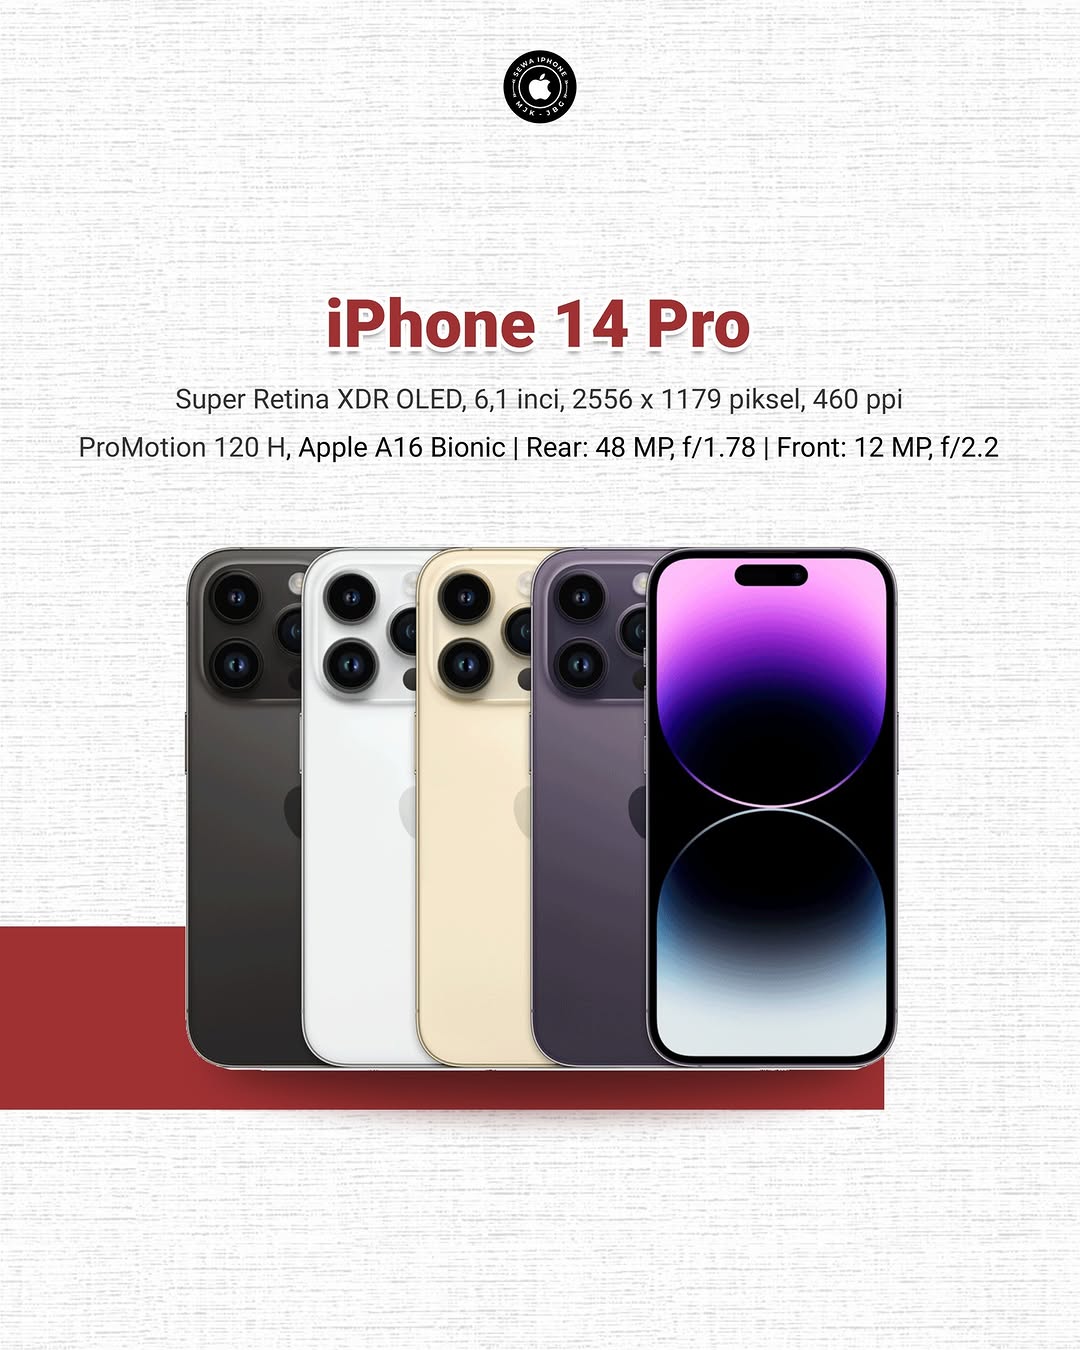 SEWA IPHONE
MJK - JBG
iPhone 14 Pro
Super Retina XDR OLED, 6,1 inci, 2556 x 1179 piksel, 460 ppi
ProMotion 120 H, Apple A16 Bionic | Rear: 48 MP, f/1.78 | Front: 12 MP, f/2.2